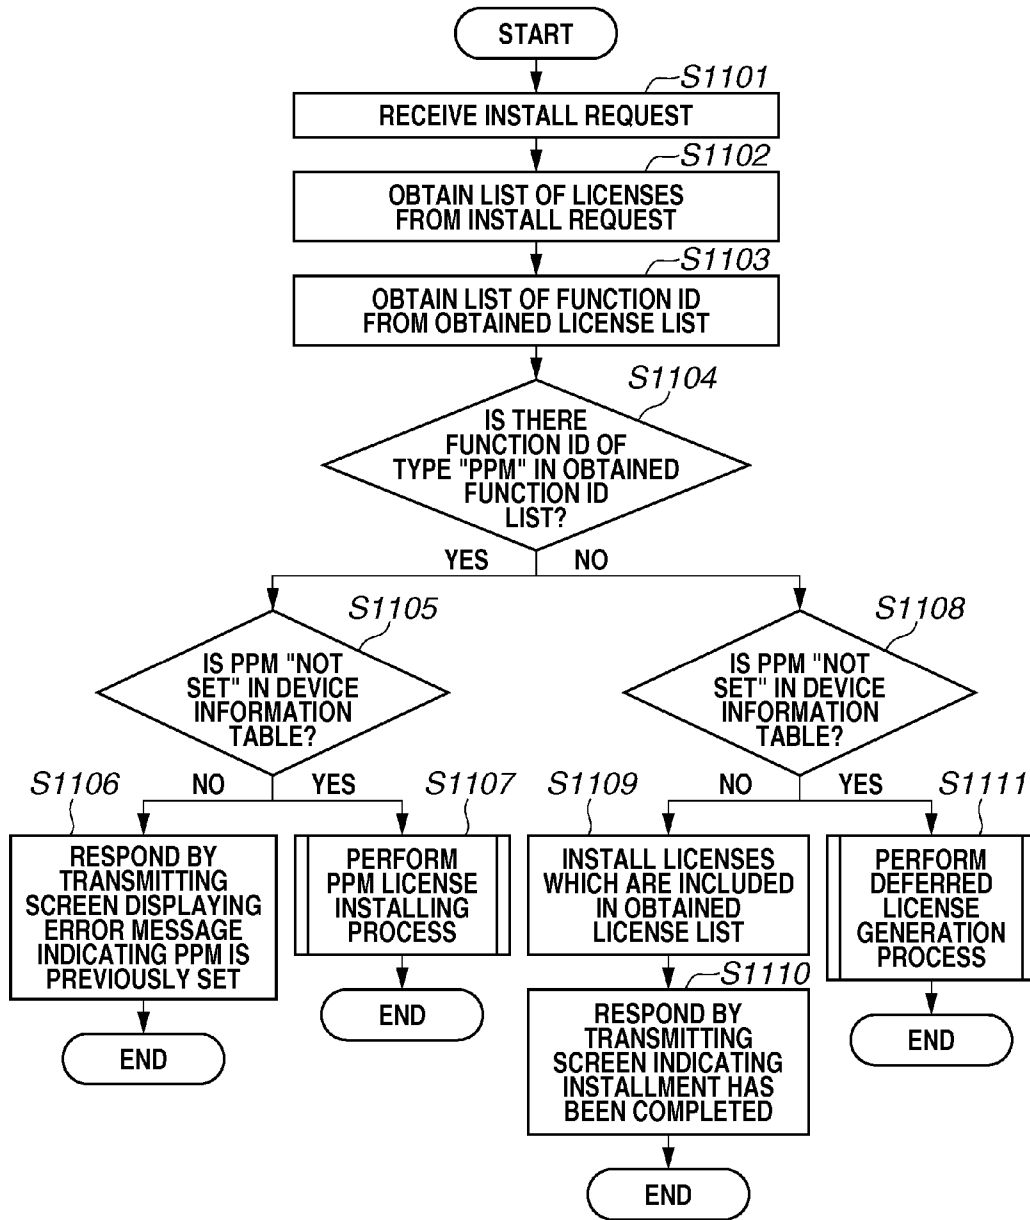 START
S1101
RECEIVE INSTALL REQUEST
S1102
OBTAIN LIST OF LICENSES
FROM INSTALL REQUEST
S1103
OBTAIN LIST OF FUNCTION ID
FROM OBTAINED LICENSE LIST
S1104
IS THERE
FUNCTION ID OF
TYPE "PPM" IN OBTAINED
FUNCTION ID
LIST?
YES
NO
S1105
IS PPM "NOT
SET" IN DEVICE
INFORMATION
TABLE?
NO
YES
S1106
RESPOND BY
TRANSMITTING
SCREEN DISPLAYING
ERROR MESSAGE
INDICATING PPM IS
PREVIOUSLY SET
END
S1107
PERFORM
PPM LICENSE
INSTALLING
PROCESS
END
S1108
IS PPM "NOT
SET" IN DEVICE
INFORMATION
TABLE?
NO
YES
S1109
INSTALL LICENSES
WHICH ARE INCLUDED
IN OBTAINED
LICENSE LIST
S1110
RESPOND BY
TRANSMITTING
SCREEN INDICATING
INSTALLMENT HAS
BEEN COMPLETED
END
S1111
PERFORM
DEFERRED
LICENSE
GENERATION
PROCESS
END